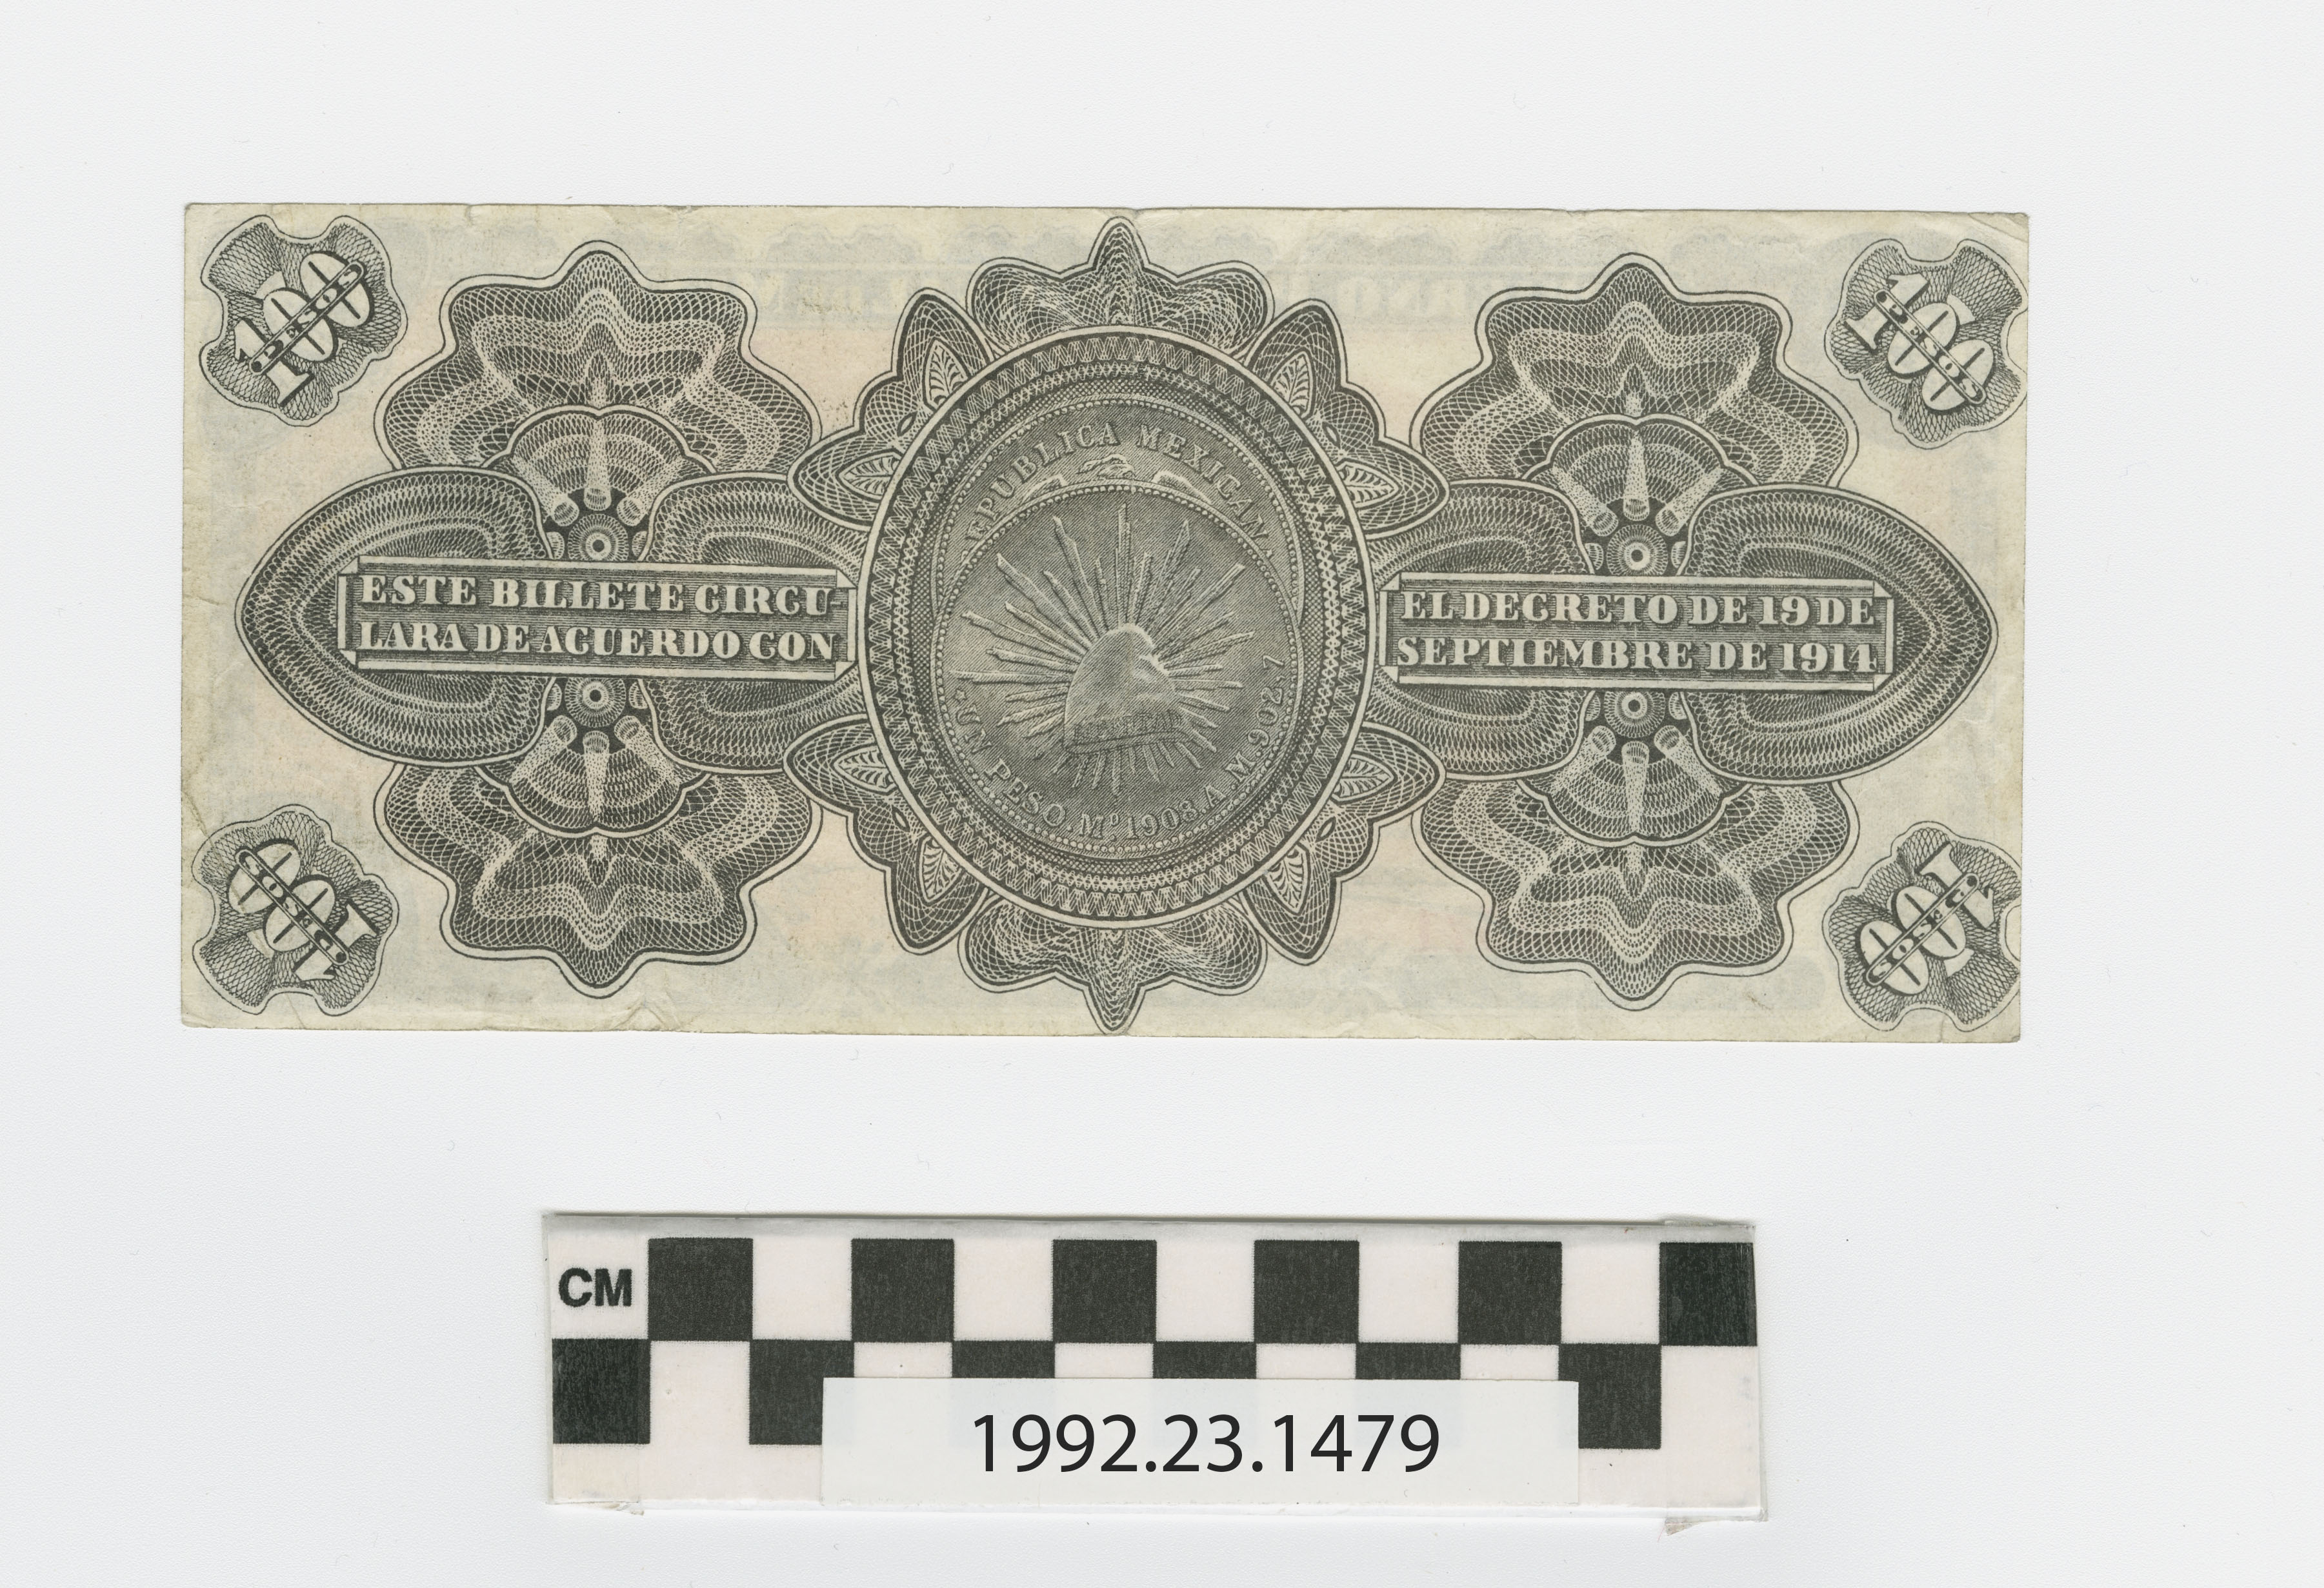 100
PESOS
100
PESOS
REPUBLICA MEXICANA
ESTE BILLETE CIRCU-
LARA DE ACUERDO CON
EL DECRETO DE 19 DE
SEPTIEMBRE DE 1914
LIBERTAD
UN PESO. Mº 1908. A. M. 902,7
100
PESOS
100
PESOS
CM
1992.23.1479